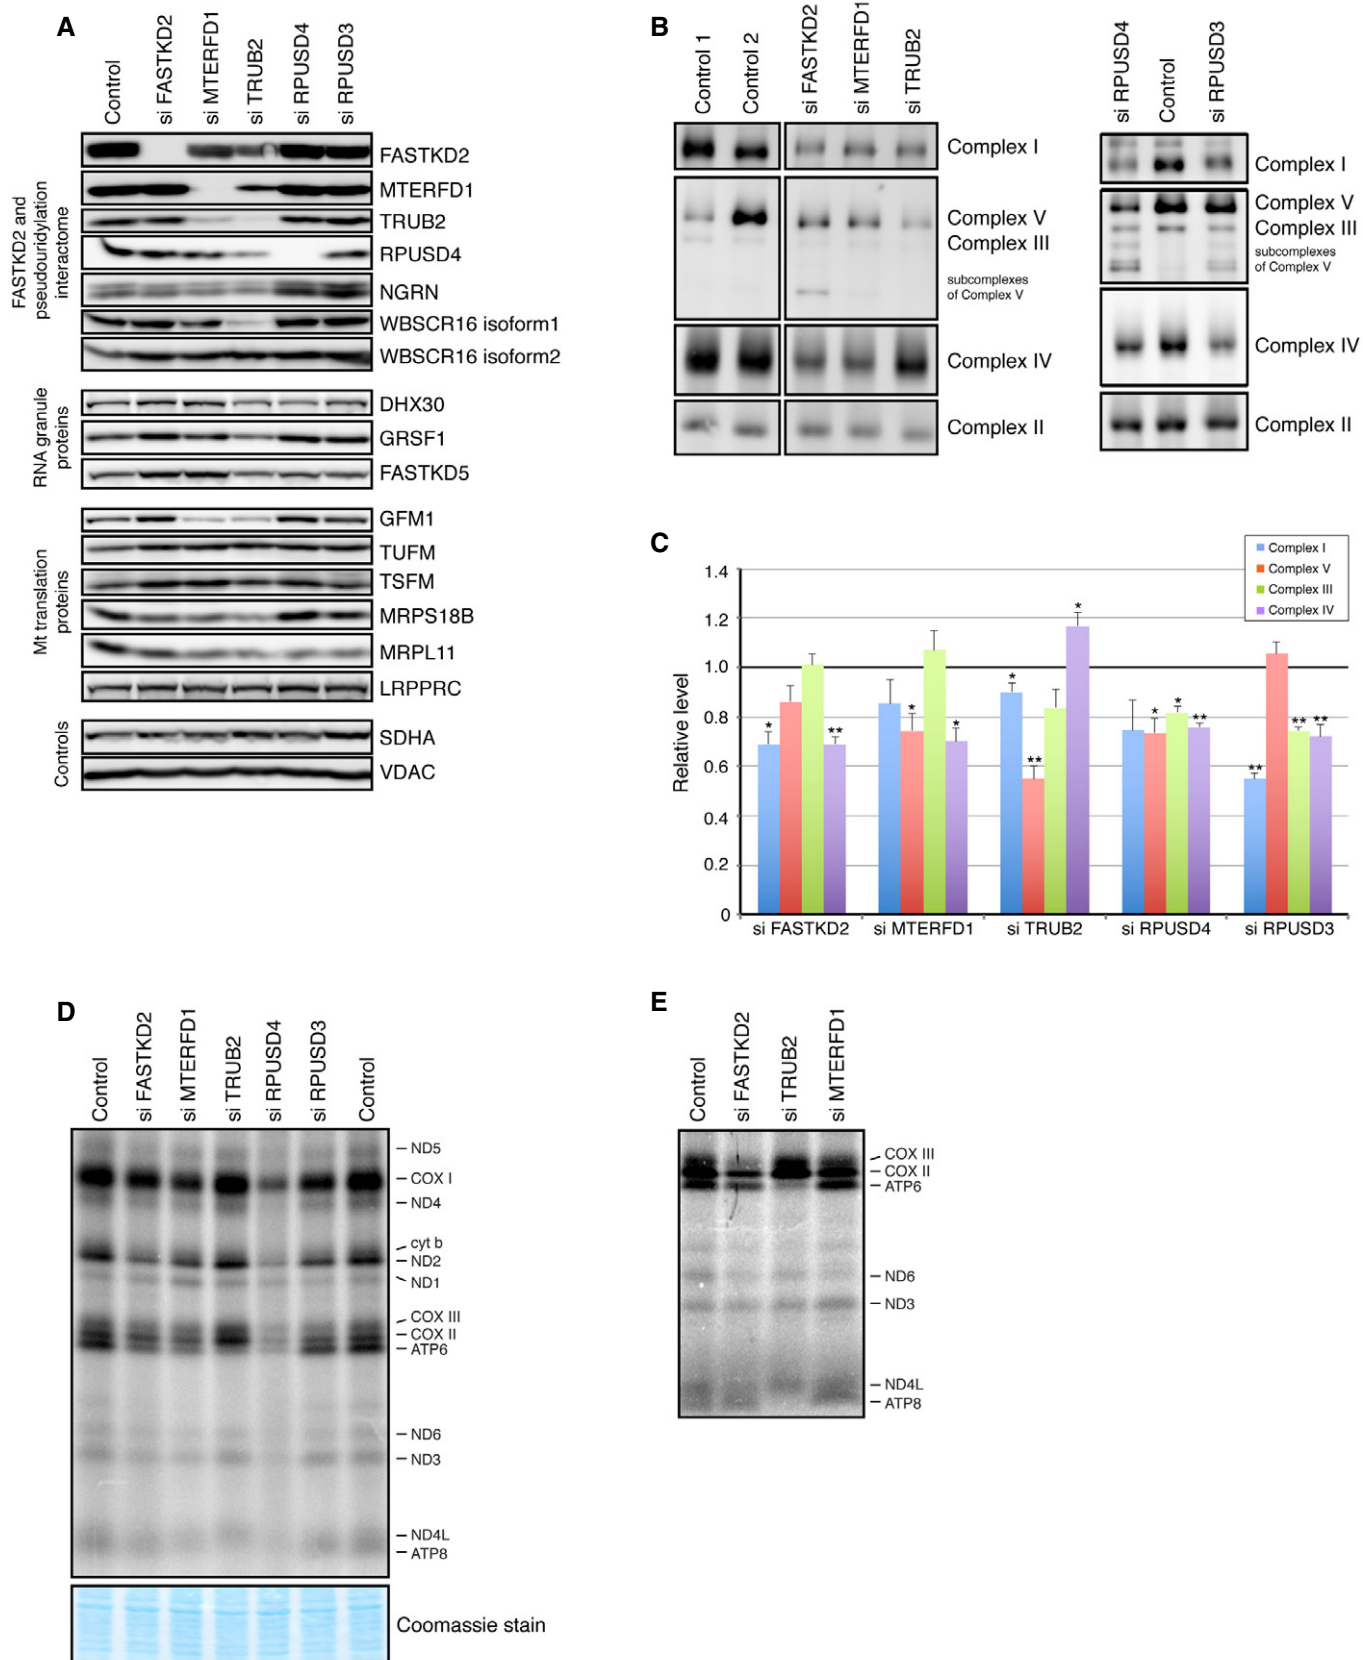 A
Control
si FASTKD2
si MTERFD1
si TRUB2
si RPUSD4
si RPUSD3
FASTKD2 and
pseudouridylation
interactome
FASTKD2
MTERFD1
TRUB2
RPUSD4
NGRN
WBSCR16 isoform1
WBSCR16 isoform2
RNA granule
proteins
DHX30
GRSF1
FASTKD5
Mt translation
proteins
GFM1
TUFM
TSFM
MRPS18B
MRPL11
LRPPRC
Controls
SDHA
VDAC
B
Control 1
Control 2
si FASTKD2
si MTERFD1
si TRUB2
Complex I
Complex V
Complex III
subcomplexes
of Complex V
Complex IV
Complex II
si RPUSD4
Control
si RPUSD3
Complex I
Complex V
Complex III
subcomplexes
of Complex V
Complex IV
Complex II
C
Complex I
Complex V
Complex III
Complex IV
Relative level
1.4
1.2
1.0
0.8
0.6
0.4
0.2
0
* ** * * * ** * * * ** ** ** **
si FASTKD2 si MTERFD1 si TRUB2 si RPUSD4 si RPUSD3
D
Control
si FASTKD2
si MTERFD1
si TRUB2
si RPUSD4
si RPUSD3
Control
ND5
COX I
ND4
cyt b
ND2
ND1
COX III
COX II
ATP6
ND6
ND3
ND4L
ATP8
Coomassie stain
E
Control
si FASTKD2
si TRUB2
si MTERFD1
COX III
COX II
ATP6
ND6
ND3
ND4L
ATP8